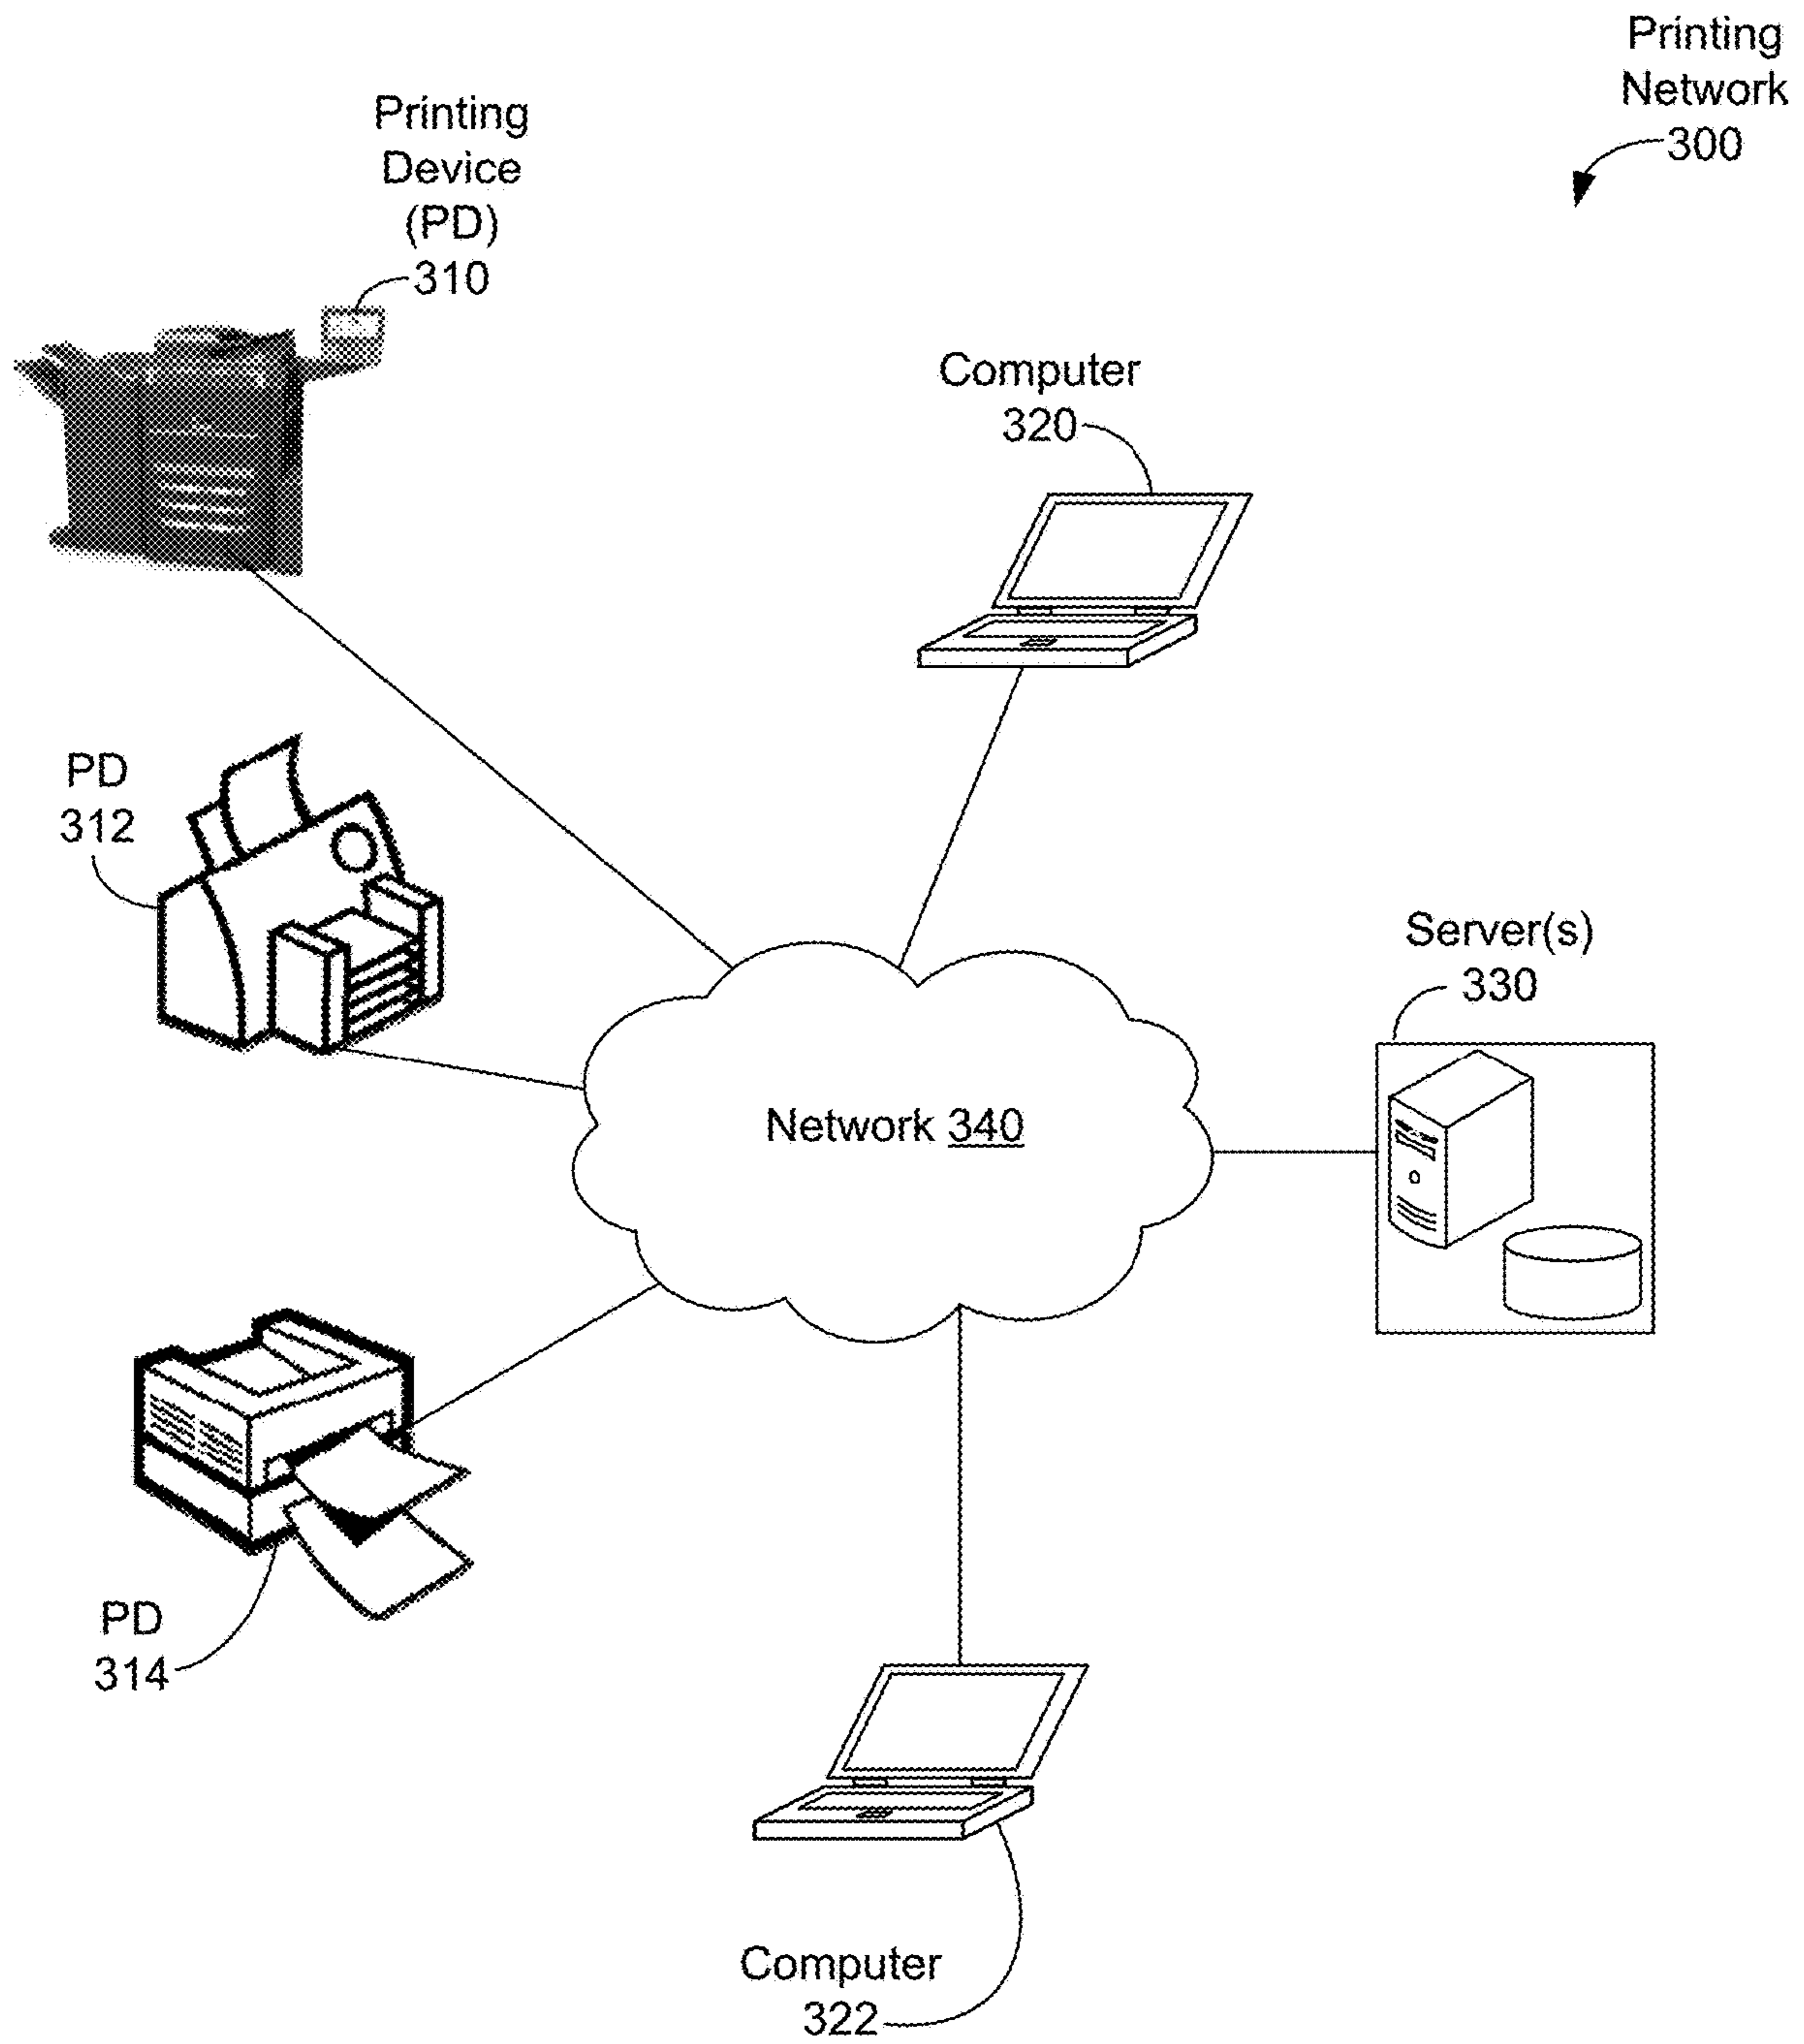 Printing
Network
300
Printing
Device
(PD)
310
Computer
320
PD
312
Server(s)
330
Network 340
PD
314
Computer
322